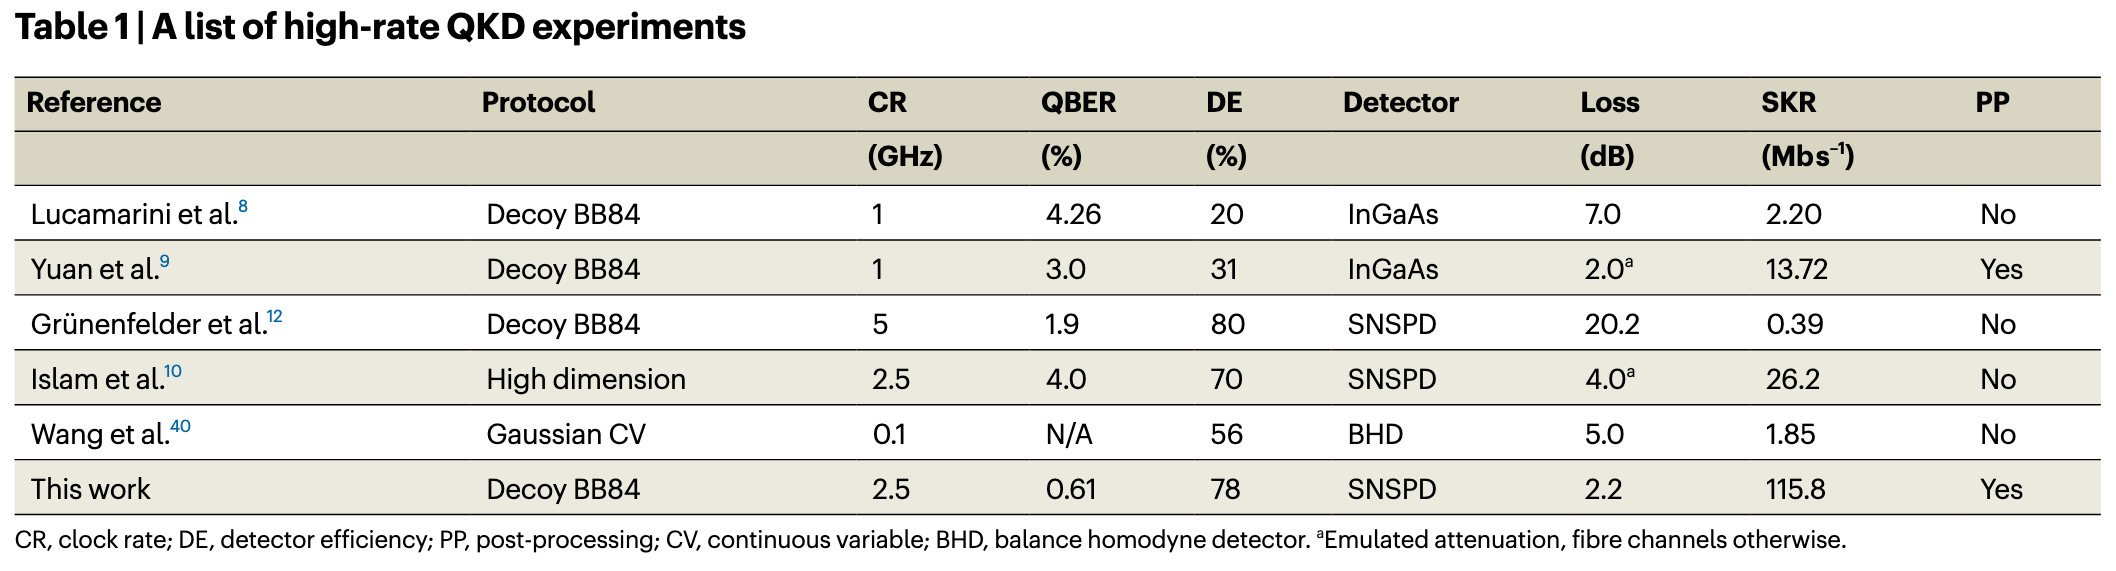 Table 1 | A list of high-rate QKD experiments
Reference Protocol CR QBER DE Detector Loss SKR PP
(GHz) (%) (%) (dB) (Mb s⁻¹)
Lucamarini et al.⁸ Decoy BB84 1 4.26 20 InGaAs 7.0 2.20 No
Yuan et al.⁹ Decoy BB84 1 3.0 31 InGaAs 2.0ᵃ 13.72 Yes
Grünenfelder et al.¹² Decoy BB84 5 1.9 80 SNSPD 20.2 0.39 No
Islam et al.¹⁰ High dimension 2.5 4.0 70 SNSPD 4.0ᵃ 26.2 No
Wang et al.⁴⁰ Gaussian CV 0.1 N/A 56 BHD 5.0 1.85 No
This work Decoy BB84 2.5 0.61 78 SNSPD 2.2 115.8 Yes
CR, clock rate; DE, detector efficiency; PP, post-processing; CV, continuous variable; BHD, balance homodyne detector. ᵃEmulated attenuation, fibre channels otherwise.